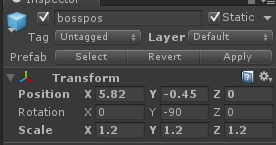 Inspector
bosspos Static
Tag Untagged Layer Default
Prefab Select Revert Apply
Transform
Position X 5.82 Y -0.45 Z 0
Rotation X 0 Y -90 Z 0
Scale X 1.2 Y 1.2 Z 1.2